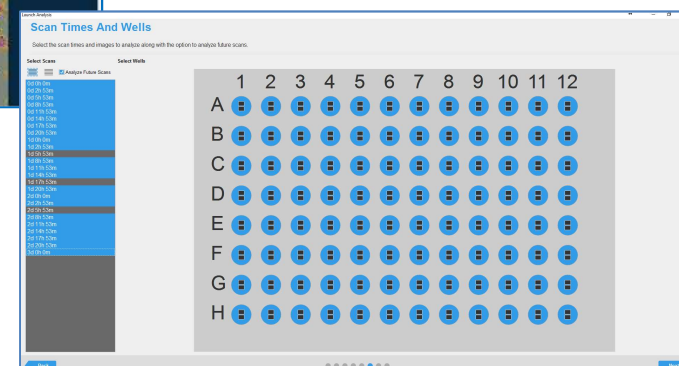 Launch Analysis
Scan Times And Wells
Select the scan times and images to analyze along with the option to analyze future scans.
Select Scans
Select Wells
Analyze Future Scans
0d 0h 0m
0d 2h 53m
0d 5h 53m
0d 8h 53m
0d 11h 53m
0d 14h 53m
0d 17h 53m
0d 20h 53m
1d 0h 0m
1d 2h 53m
1d 5h 53m
1d 8h 53m
1d 11h 53m
1d 14h 53m
1d 17h 53m
1d 20h 53m
2d 0h 0m
2d 2h 53m
2d 5h 53m
2d 8h 53m
2d 11h 53m
2d 14h 53m
2d 17h 53m
2d 20h 53m
3d 0h 0m
1 2 3 4 5 6 7 8 9 10 11 12
A
B
C
D
E
F
G
H
Back